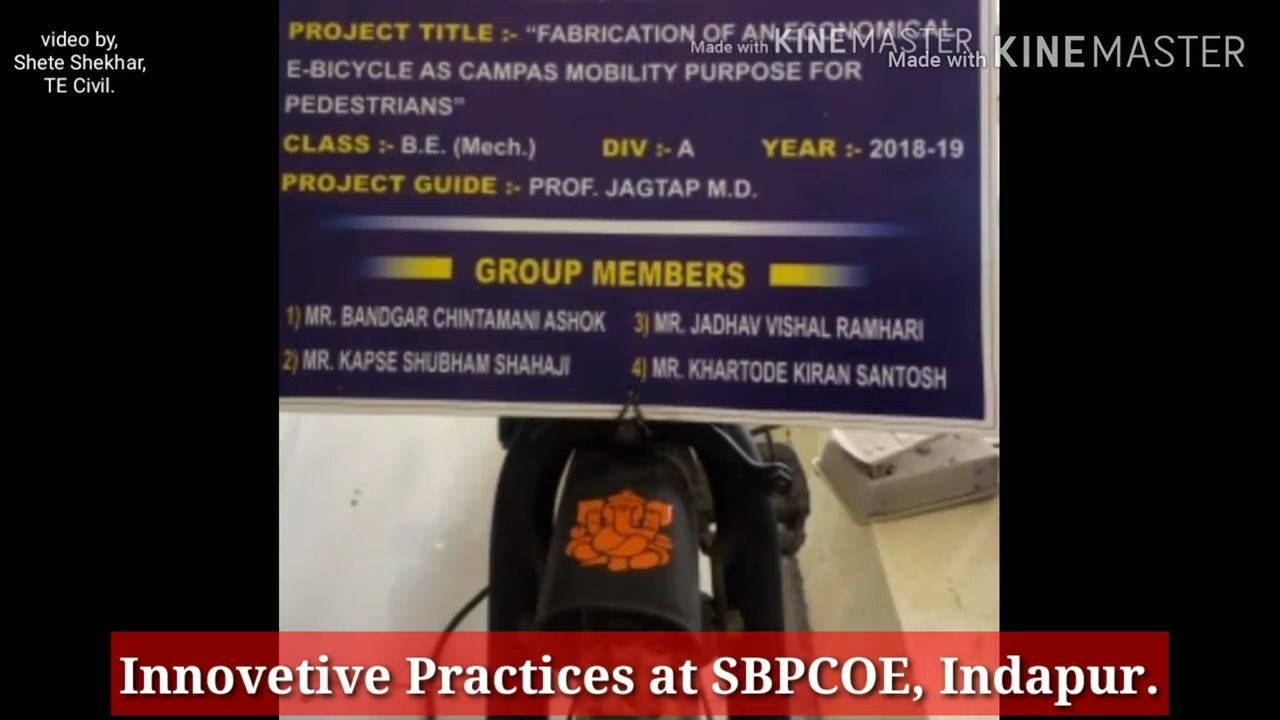 video by,
Shete Shekhar,
TE Civil.
Made with KINEMASTER
Made with KINEMASTER
PROJECT TITLE :- "FABRICATION OF AN ECONOMICAL
E-BICYCLE AS CAMPAS MOBILITY PURPOSE FOR
PEDESTRIANS"
CLASS :- B.E. (Mech.) DIV :- A YEAR :- 2018-19
PROJECT GUIDE :- PROF. JAGTAP M.D.
GROUP MEMBERS
1) MR. BANDGAR CHINTAMANI ASHOK 3) MR. JADHAV VISHAL RAMHARI
2) MR. KAPSE SHUBHAM SHAHAJI 4) MR. KHARTODE KIRAN SANTOSH
Innovetive Practices at SBPCOE, Indapur.